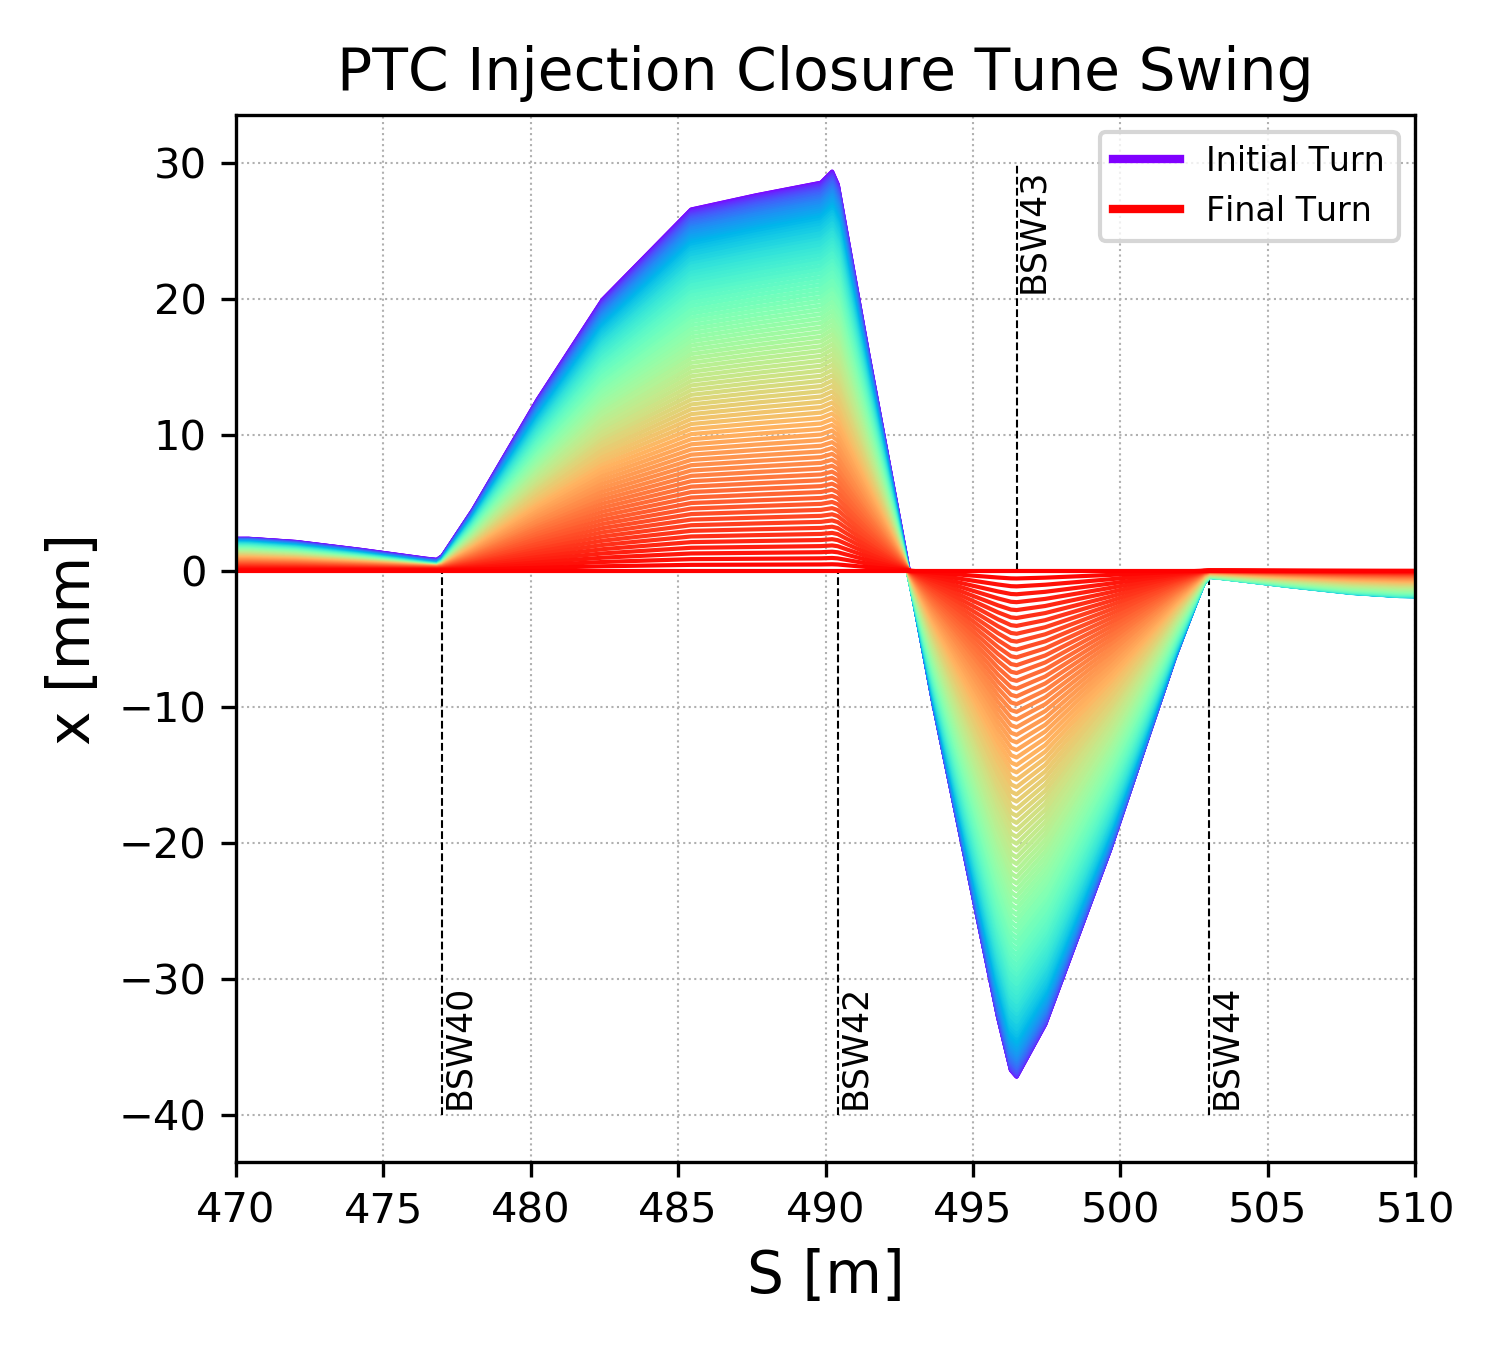 PTC Injection Closure Tune Swing
Initial Turn
Final Turn
x [mm]
30
20
10
0
−10
−20
−30
−40
BSW40
BSW42
BSW43
BSW44
470 475 480 485 490 495 500 505 510
S [m]